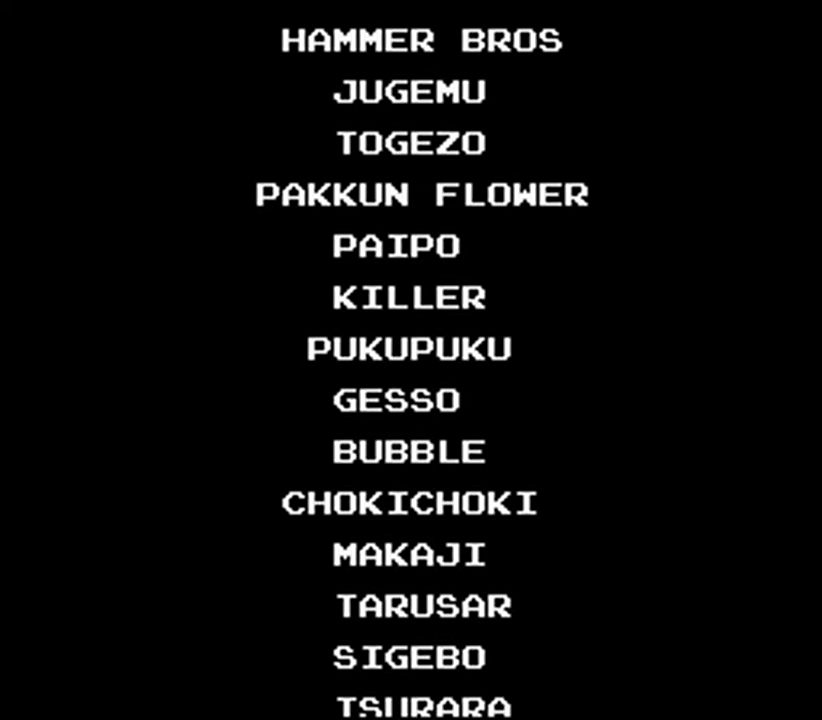 HAMMER BROS
JUGEMU
TOGEZO
PAKKUN FLOWER
PAIPO
KILLER
PUKUPUKU
GESSO
BUBBLE
CHOKICHOKI
MAKAJI
TARUSAR
SIGEBO
TSURARA